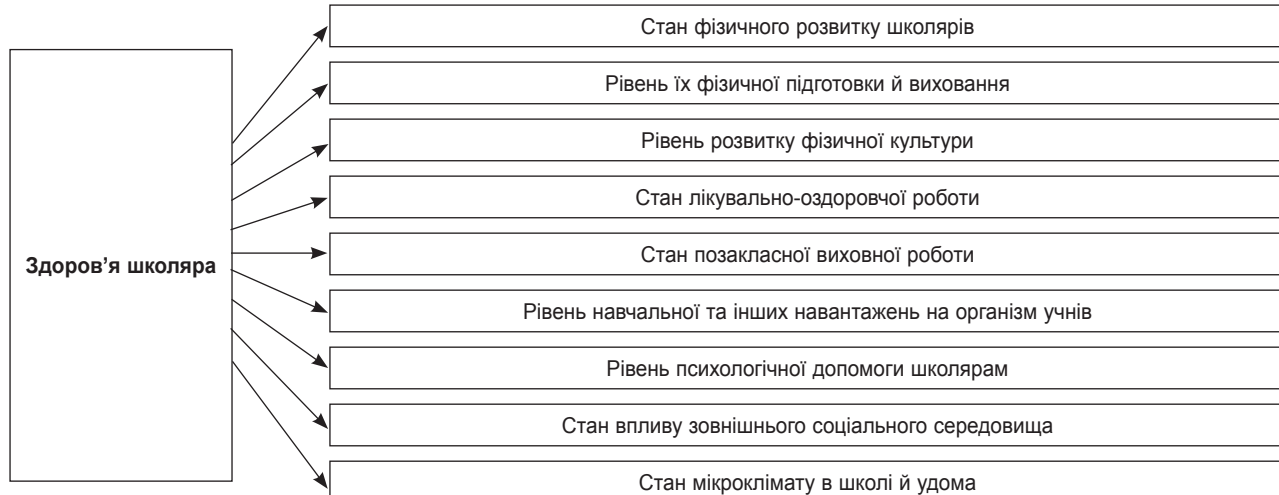 Здоров’я школяра
Стан фізичного розвитку школярів
Рівень їх фізичної підготовки й виховання
Рівень розвитку фізичної культури
Стан лікувально-оздоровчої роботи
Стан позакласної виховної роботи
Рівень навчальної та інших навантажень на організм учнів
Рівень психологічної допомоги школярам
Стан впливу зовнішнього соціального середовища
Стан мікроклімату в школі й удома